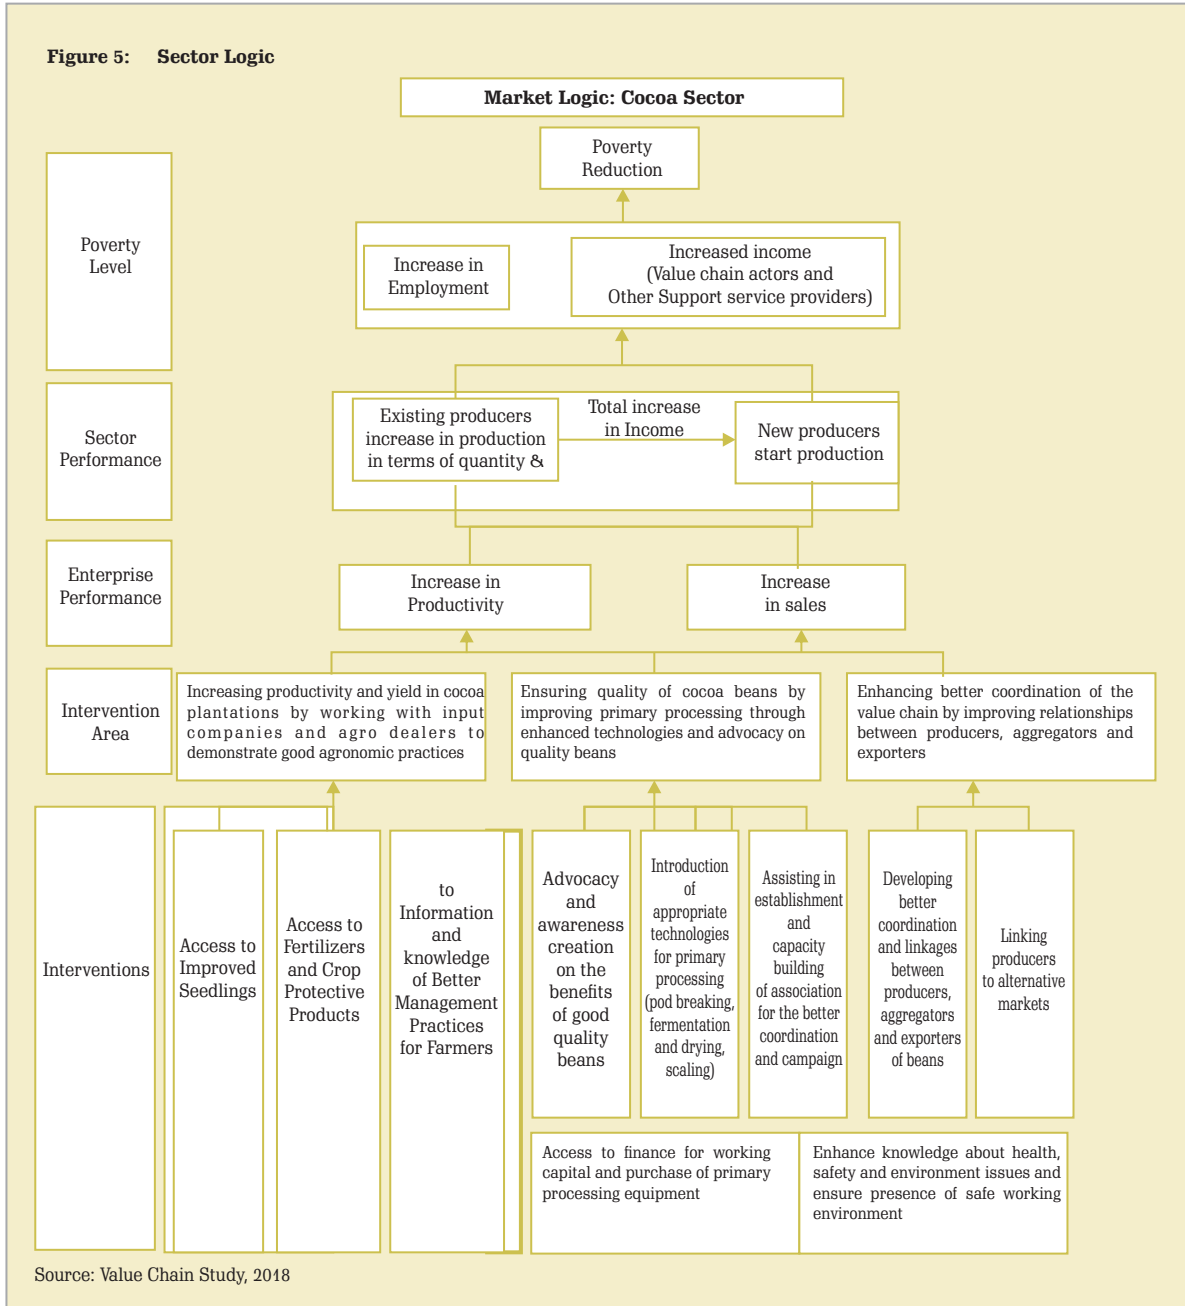 Figure 5: Sector Logic
Market Logic: Cocoa Sector
Poverty
Reduction
Poverty
Level
Increase in
Employment
Increased income
(Value chain actors and
Other Support service providers)
Sector
Performance
Existing producers
increase in production
in terms of quantity &
Total increase
in Income
New producers
start production
Enterprise
Performance
Increase in
Productivity
Increase
in sales
Intervention
Area
Increasing productivity and yield in cocoa
plantations by working with input
companies and agro dealers to
demonstrate good agronomic practices
Ensuring quality of cocoa beans by
improving primary processing through
enhanced technologies and advocacy on
quality beans
Enhancing better coordination of the
value chain by improving relationships
between producers, aggregators and
exporters
Interventions
Access to
Improved
Seedlings
Access to
Fertilizers
and Crop
Protective
Products
to
Information
and
knowledge
of Better
Management
Practices
for Farmers
Advocacy
and
awareness
creation
on the
benefits
of good
quality
beans
Introduction
of
appropriate
technologies
for primary
processing
(pod breaking,
fermentation
and drying,
scaling)
Assisting in
establishment
and
capacity
building
of association
for the better
coordination
and campaign
Developing
better
coordination
and linkages
between
producers,
aggregators
and exporters
of beans
Linking
producers
to alternative
markets
Access to finance for working
capital and purchase of primary
processing equipment
Enhance knowledge about health,
safety and environment issues and
ensure presence of safe working
environment
Source: Value Chain Study, 2018